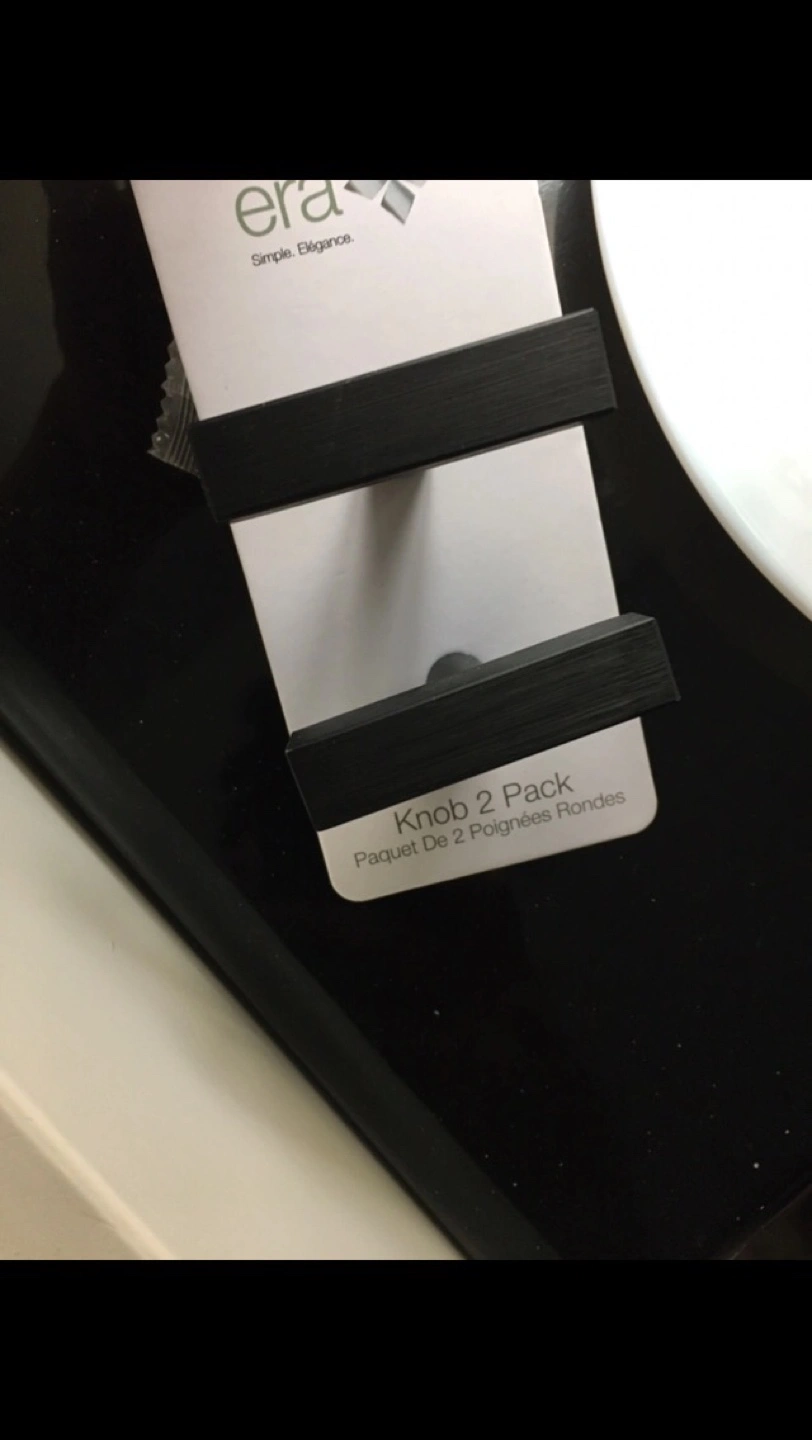 era
Simple. Elégance.
Knob 2 Pack
Paquet De 2 Poignées Rondes